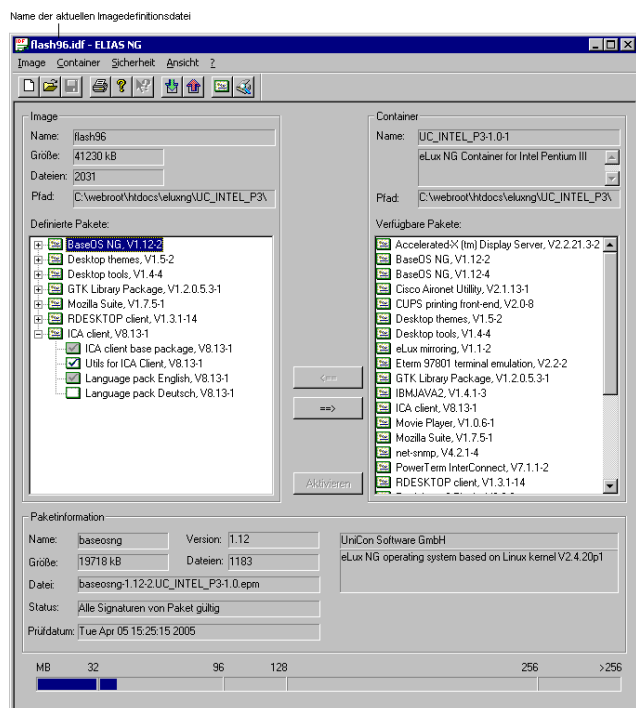 Name der aktuellen Imagedefinitionsdatei
flash96.idf - ELIAS NG
Image Container Sicherheit Ansicht ?
Image
Name: flash96
Größe: 41230 kB
Dateien: 2031
Pfad: C:\webroot\htdocs\eluxng\UC_INTEL_P3\
Definierte Pakete:
BaseOS NG, V1.12-2
Desktop themes, V1.5-2
Desktop tools, V1.4-4
GTK Library Package, V1.2.0.5.3-1
Mozilla Suite, V1.7.5-1
RDESKTOP client, V1.3.1-14
ICA client, V8.13-1
ICA client base package, V8.13-1
Utils for ICA Client, V8.13-1
Language pack English, V8.13-1
Language pack Deutsch, V8.13-1
<==
==>
Aktivieren
Container
Name: UC_INTEL_P3-1.0-1
eLux NG Container for Intel Pentium III
Pfad: C:\webroot\htdocs\eluxng\UC_INTEL_P3\
Verfügbare Pakete:
Accelerated-X (tm) Display Server, V2.2.21.3-2
BaseOS NG, V1.12-2
BaseOS NG, V1.12-4
Cisco Aironet Utillity, V2.1.13-1
CUPS printing front-end, V2.0-8
Desktop themes, V1.5-2
Desktop tools, V1.4-4
eLux mirroring, V1.1-2
Eterm 97801 terminal emulation, V2.2-2
GTK Library Package, V1.2.0.5.3-1
IBMJAVA2, V1.4.1-3
ICA client, V8.13-1
Movie Player, V1.0.6-1
Mozilla Suite, V1.7.5-1
net-snmp, V4.2.1-4
PowerTerm InterConnect, V7.1.1-2
RDESKTOP client, V1.3.1-14
Paketinformation
Name: baseosng Version: 1.12
Größe: 19718 kB Dateien: 1183
Datei: baseosng-1.12-2.UC_INTEL_P3-1.0.epm
Status: Alle Signaturen von Paket gültig
Prüfdatum: Tue Apr 05 15:25:15 2005
UniCon Software GmbH
eLux NG operating system based on Linux kernel V2.4.20p1
MB 32 96 128 256 >256